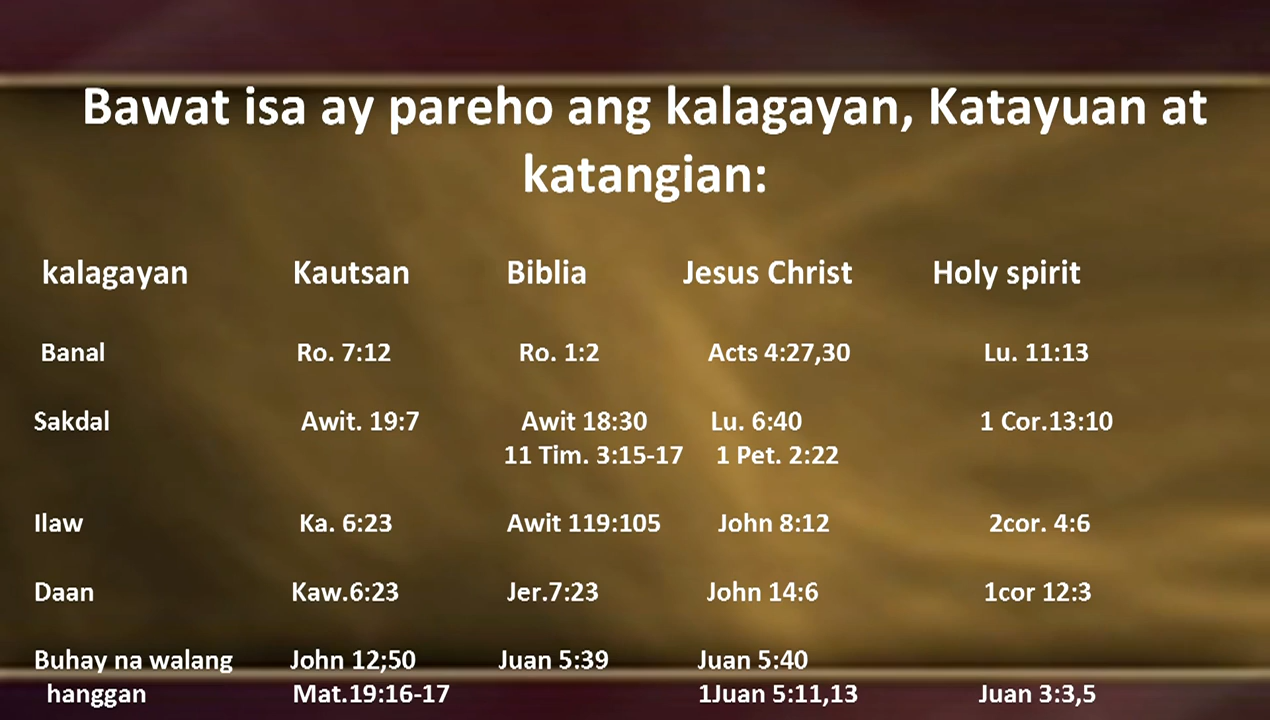 Bawat isa ay pareho ang kalagayan, Katayuan at
katangian:
kalagayan Kautsan Biblia Jesus Christ Holy spirit
Banal Ro. 7:12 Ro. 1:2 Acts 4:27,30 Lu. 11:13
Sakdal Awit. 19:7 Awit 18:30 Lu. 6:40 1 Cor.13:10
11 Tim. 3:15-17 1 Pet. 2:22
Ilaw Ka. 6:23 Awit 119:105 John 8:12 2cor. 4:6
Daan Kaw.6:23 Jer.7:23 John 14:6 1cor 12:3
Buhay na walang John 12;50 Juan 5:39 Juan 5:40
hanggan Mat.19:16-17 1Juan 5:11,13 Juan 3:3,5